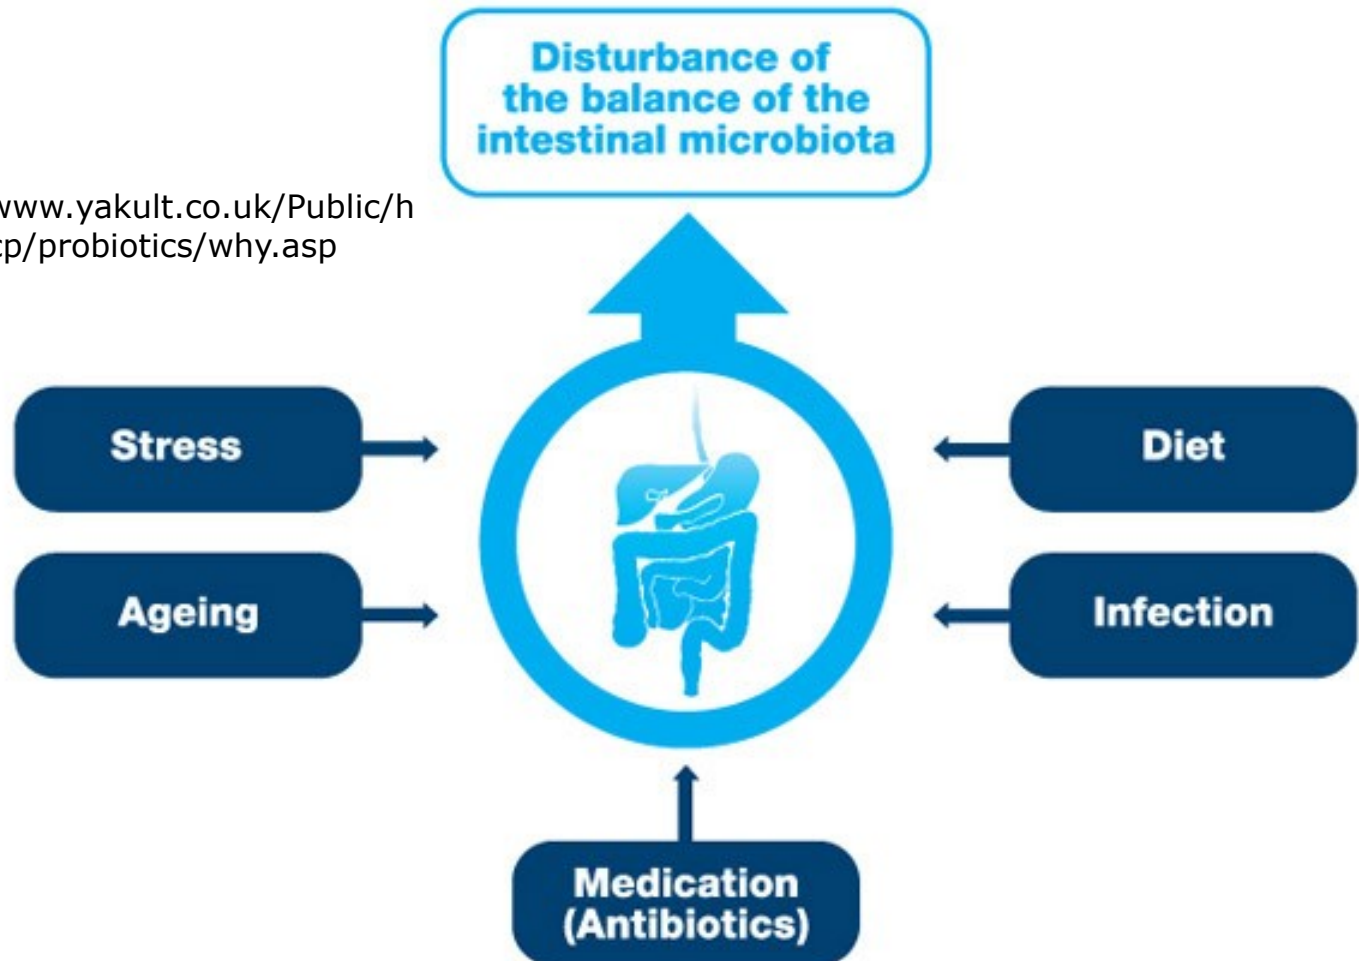 Disturbance of
the balance of the
intestinal microbiota
www.yakult.co.uk/Public/h
cp/probiotics/why.asp
Stress
Diet
Ageing
Infection
Medication
(Antibiotics)